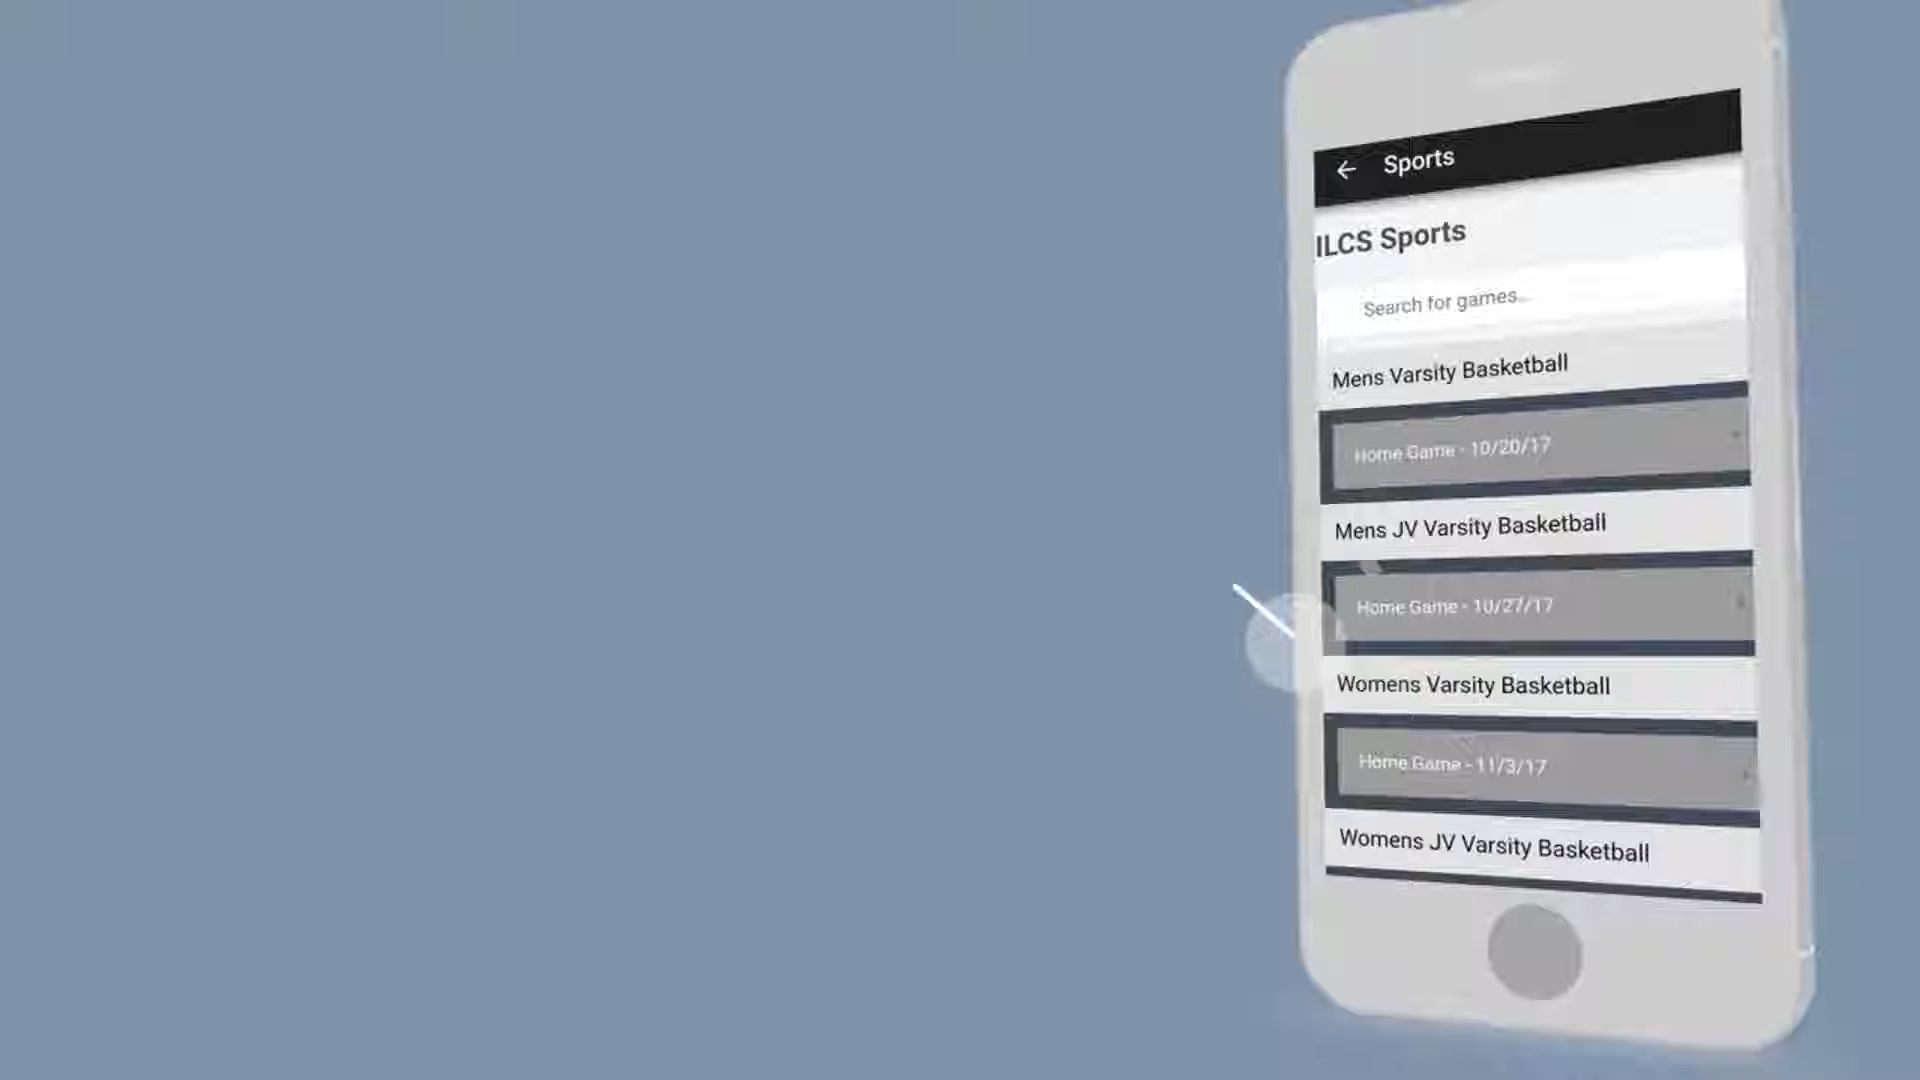 Sports
ILCS Sports
Search for games...
Mens Varsity Basketball
Home Game - 10/20/17
Mens JV Varsity Basketball
Home Game - 10/27/17
Womens Varsity Basketball
Home Game - 11/3/17
Womens JV Varsity Basketball